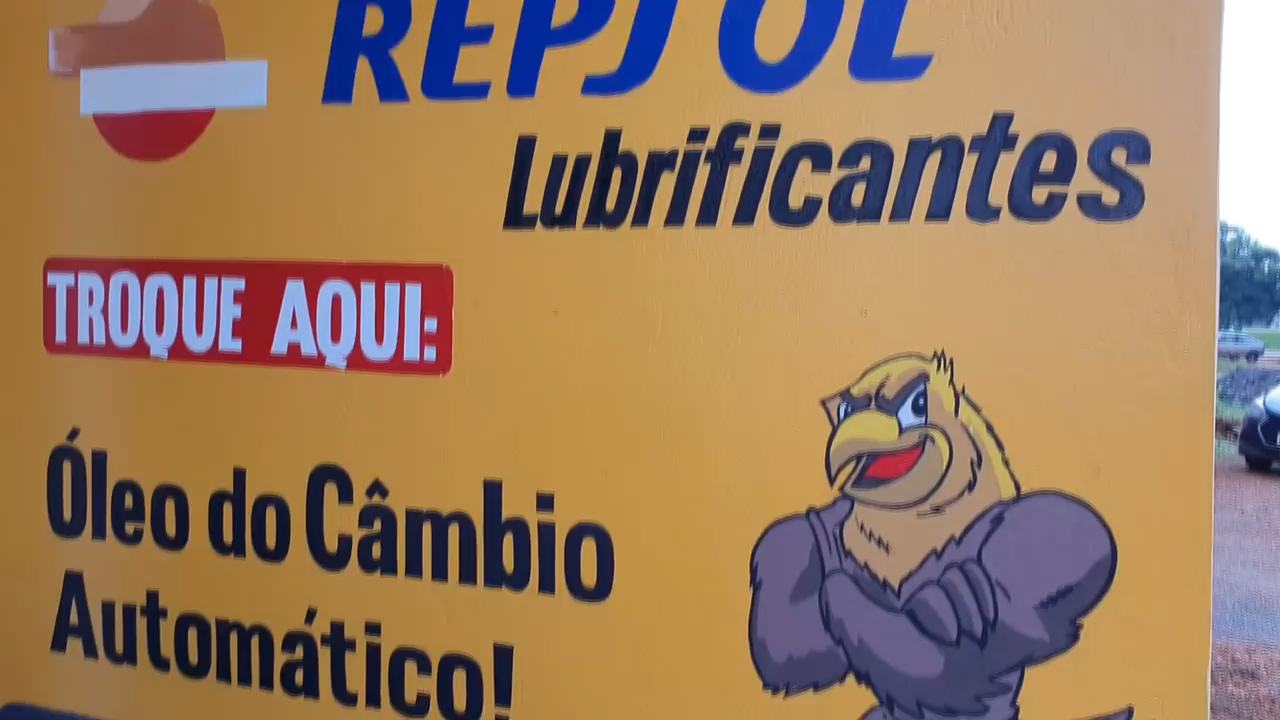 REPSOL
Lubrificantes
TROQUE AQUI:
Óleo do Câmbio
Automático!